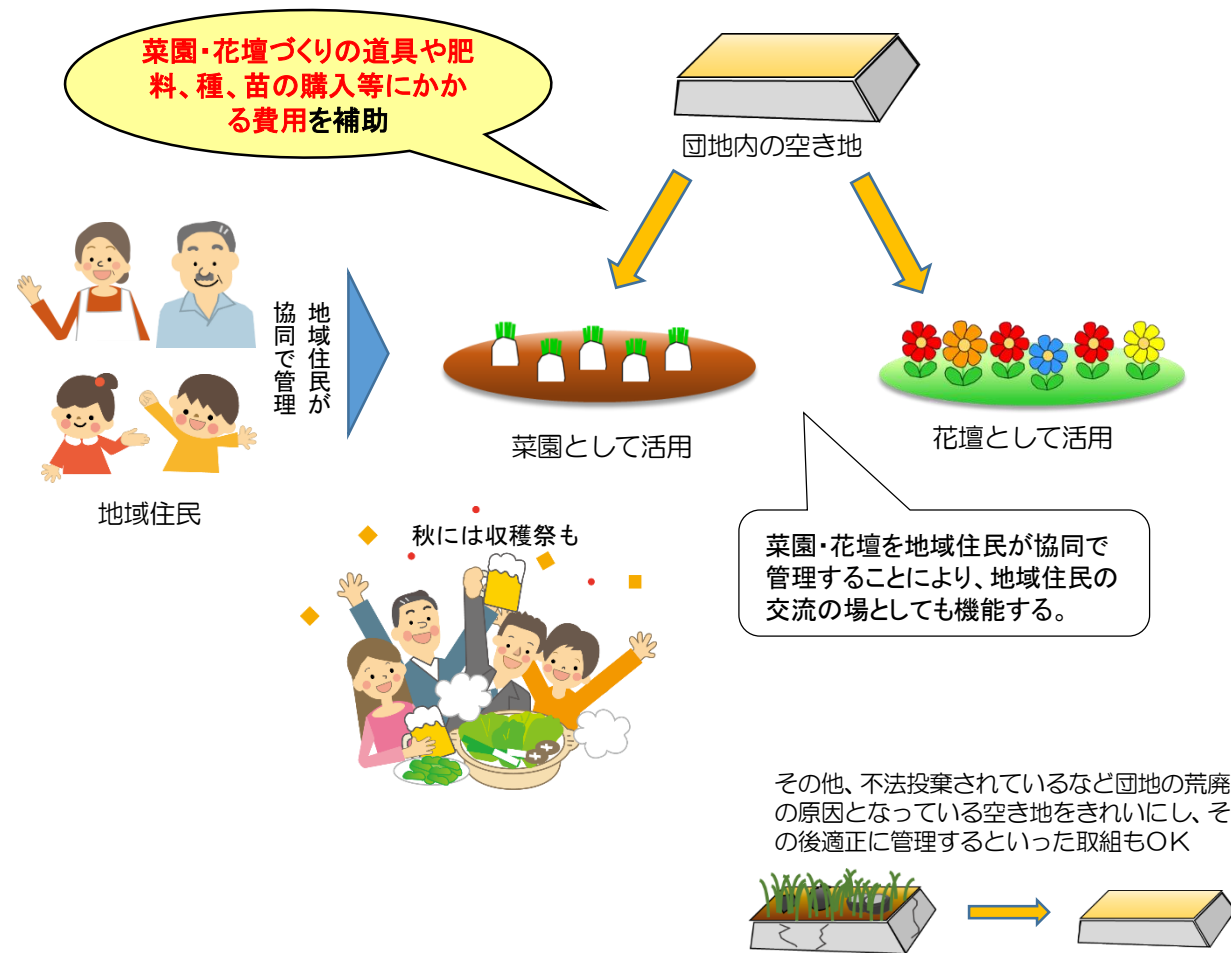 菜園・花壇づくりの道具や肥
料、種、苗の購入等にかか
る費用を補助
団地内の空き地
地域住民が
協同で管理
地域住民
菜園として活用
花壇として活用
秋には収穫祭も
菜園・花壇を地域住民が協同で
管理することにより、地域住民の
交流の場としても機能する。
その他、不法投棄されているなど団地の荒廃
の原因となっている空き地をきれいにし、そ
の後適正に管理するといった取組もOK